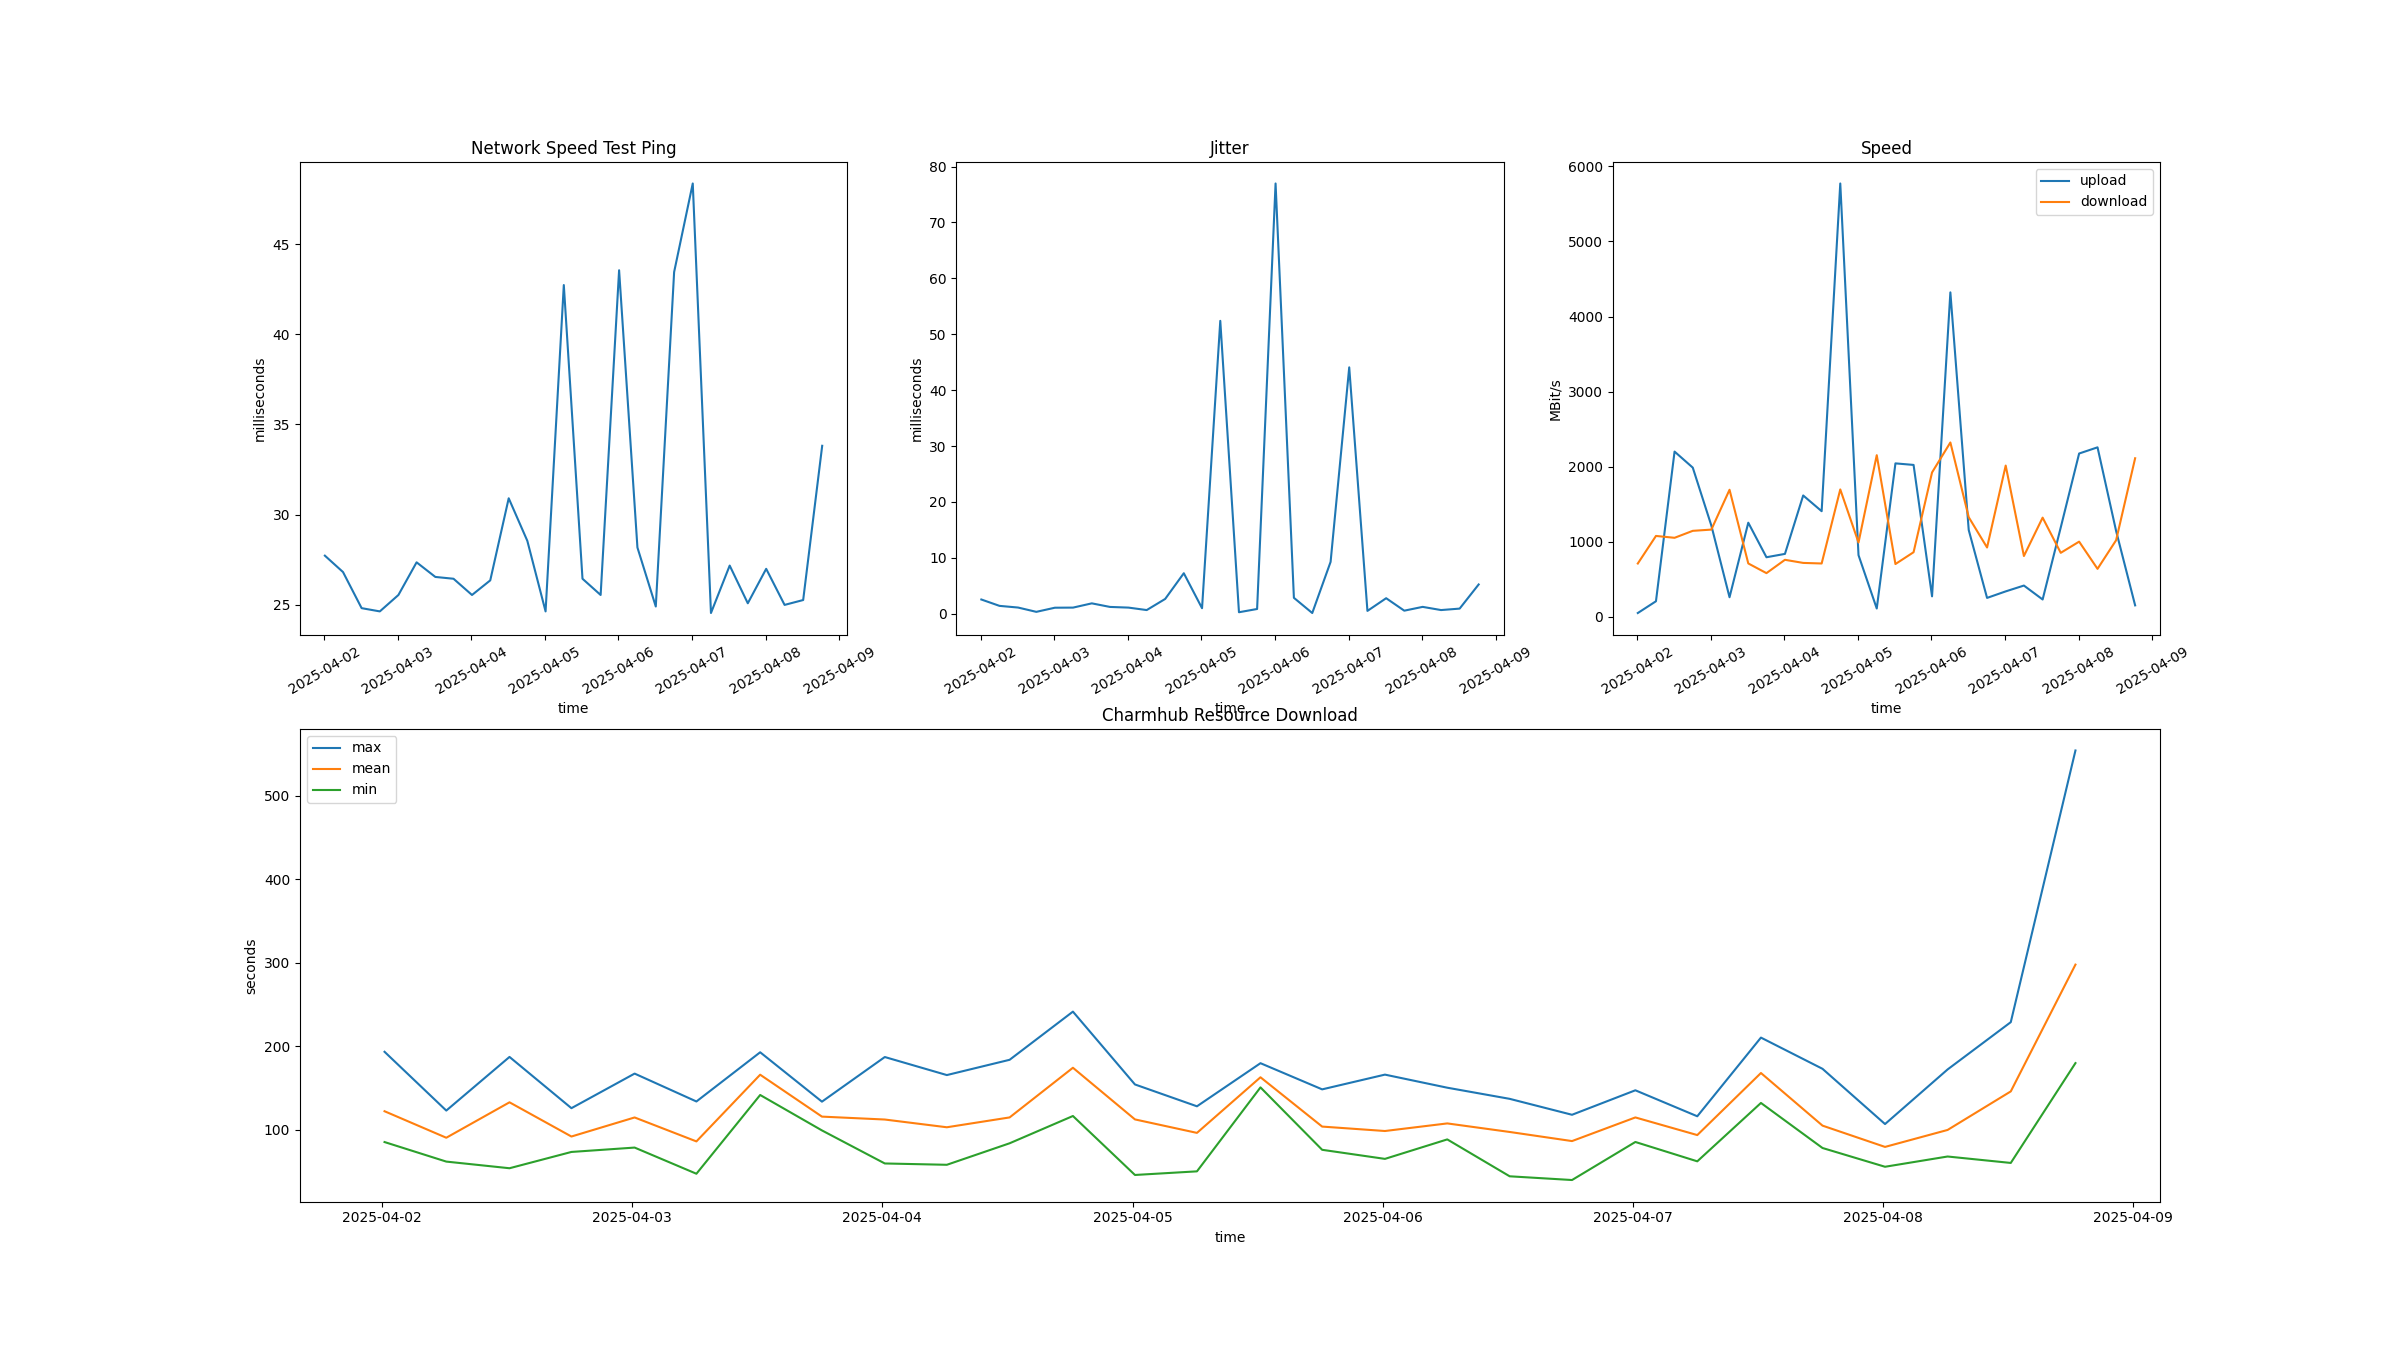 Network Speed Test Ping
milliseconds
45
40
35
30
25
2025-04-02 2025-04-03 2025-04-04 2025-04-05 2025-04-06 2025-04-07 2025-04-08 2025-04-09
time
Jitter
milliseconds
80
70
60
50
40
30
20
10
0
2025-04-02 2025-04-03 2025-04-04 2025-04-05 2025-04-06 2025-04-07 2025-04-08 2025-04-09
time
Speed
upload
download
MBit/s
6000
5000
4000
3000
2000
1000
0
2025-04-02 2025-04-03 2025-04-04 2025-04-05 2025-04-06 2025-04-07 2025-04-08 2025-04-09
time
Charmhub Resource Download
max
mean
min
seconds
500
400
300
200
100
2025-04-02 2025-04-03 2025-04-04 2025-04-05 2025-04-06 2025-04-07 2025-04-08 2025-04-09
time